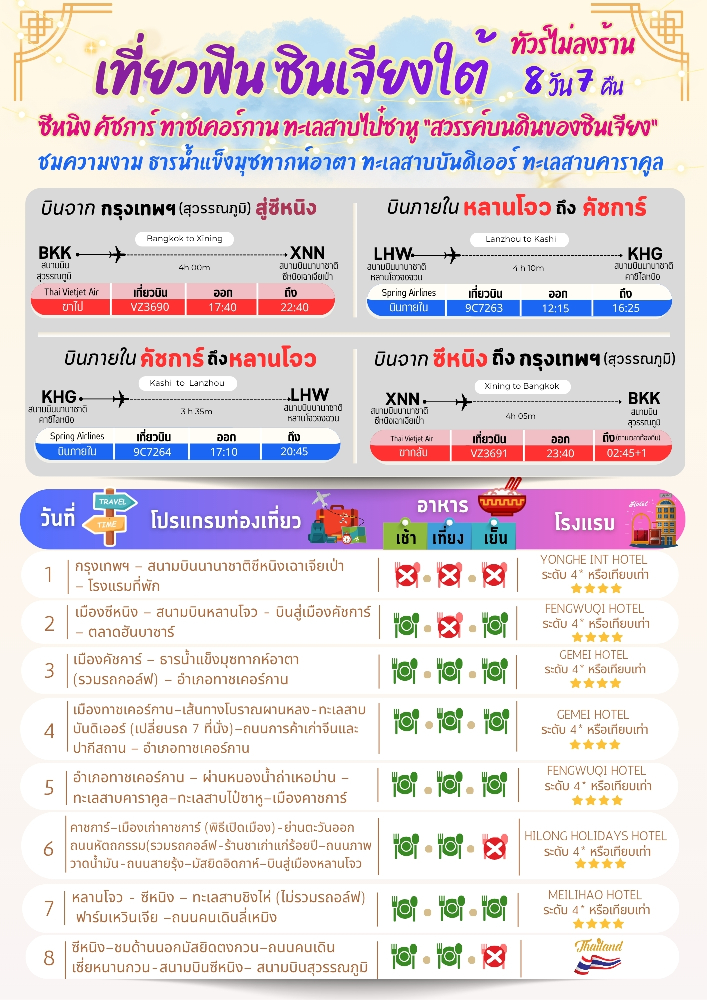 เที่ยวฟิน ซินเจียงใต้
ทัวร์ไม่ลงร้าน
8 วัน 7 คืน
ซีหนิง คัชการ์ ทาชเคอร์กาน ทะเลสาบไป๋ซาหู "สวรรค์บนดินของซินเจียง"
ชมความงาม ธารน้ำแข็งมุซทากห์อาตา ทะเลสาบบันดิเออร์ ทะเลสาบคาราคูล
บินจาก กรุงเทพฯ (สุวรรณภูมิ) สู่ซีหนิง
Bangkok to Xining
BKK
XNN
สนามบิน
สุวรรณภูมิ
4h 00m
สนามบินนานาชาติ
ซีหนิงเฉาเจียเป่า
Thai Vietjet Air เที่ยวบิน ออก ถึง
ขาไป VZ3690 17:40 22:40
บินภายใน หลานโจว ถึง คัชการ์
Lanzhou to Kashi
LHW
KHG
สนามบินนานาชาติ
หลานโจวจงฉวน
4 h 10m
สนามบินนานาชาติ
คาชิไลหนิง
Spring Airlines เที่ยวบิน ออก ถึง
บินภายใน 9C7263 12:15 16:25
บินภายใน คัชการ์ ถึงหลานโจว
Kashi to Lanzhou
KHG
LHW
สนามบินนานาชาติ
คาชิไลหนิง
3 h 35m
สนามบินนานาชาติ
หลานโจวจงฉวน
Spring Airlines เที่ยวบิน ออก ถึง
บินภายใน 9C7264 17:10 20:45
บินจาก ซีหนิง ถึง กรุงเทพฯ (สุวรรณภูมิ)
Xining to Bangkok
XNN
BKK
สนามบินนานาชาติ
ซีหนิงเฉาเจียเป่า
4h 05m
สนามบิน
สุวรรณภูมิ
Thai Vietjet Air เที่ยวบิน ออก ถึง (ตามเวลาท้องถิ่น)
ขากลับ VZ3691 23:40 02:45+1
วันที่
TRAVEL
TIME
โปรแกรมท่องเที่ยว
อาหาร
เช้า เที่ยง เย็น
โรงแรม
Hotel
1
กรุงเทพฯ – สนามบินนานาชาติซีหนิงเฉาเจียเป่า
– โรงแรมที่พัก
YONGHE INT HOTEL
ระดับ 4* หรือเทียบเท่า
2
เมืองซีหนิง – สนามบินหลานโจว - บินสู่เมืองคัชการ์
– ตลาดฮันบาซาร์
FENGWUQI HOTEL
ระดับ 4* หรือเทียบเท่า
3
เมืองคัชการ์ – ธารน้ำแข็งมุซทากห์อาตา
(รวมรถกอล์ฟ) – อำเภอทาชเคอร์กาน
GEMEI HOTEL
ระดับ 4* หรือเทียบเท่า
4
เมืองทาชเคอร์กาน–เส้นทางโบราณผานหลง-ทะเลสาบ
บันดิเออร์ (เปลี่ยนรถ 7 ที่นั่ง)–ถนนการค้าเก่าจีนและ
ปากีสถาน – อำเภอทาชเคอร์กาน
GEMEI HOTEL
ระดับ 4* หรือเทียบเท่า
5
อำเภอทาชเคอร์กาน – ผ่านหนองน้ำถ่าเหอม่าน –
ทะเลสาบคาราคูล–ทะเลสาบไป๋ซาหู–เมืองคาชการ์
FENGWUQI HOTEL
ระดับ 4* หรือเทียบเท่า
6
คาชการ์–เมืองเก่าคาชการ์ (พิธีเปิดเมือง)-ย่านตะวันออก
ถนนหัตถกรรม(รวมรถกอล์ฟ-ร้านชาเก่าแก่ร้อยปี–ถนนภาพ
วาดน้ำมัน-ถนนสายรุ้ง–มัสยิดอิดกาห์–บินสู่เมืองหลานโจว
HILONG HOLIDAYS HOTEL
ระดับ 4* หรือเทียบเท่า
7
หลานโจว - ซีหนิง – ทะเลสาบชิงไห่ (ไม่รวมรถอล์ฟ)
ฟาร์มเหวินเจีย –ถนนคนเดินลี่เหมิง
MEILIHAO HOTEL
ระดับ 4* หรือเทียบเท่า
8
ซีหนิง–ชมด้านนอกมัสยิดตงกวน–ถนนคนเดิน
เซี่ยหนานกวน-สนามบินซีหนิง– สนามบินสุวรรณภูมิ
Thailand